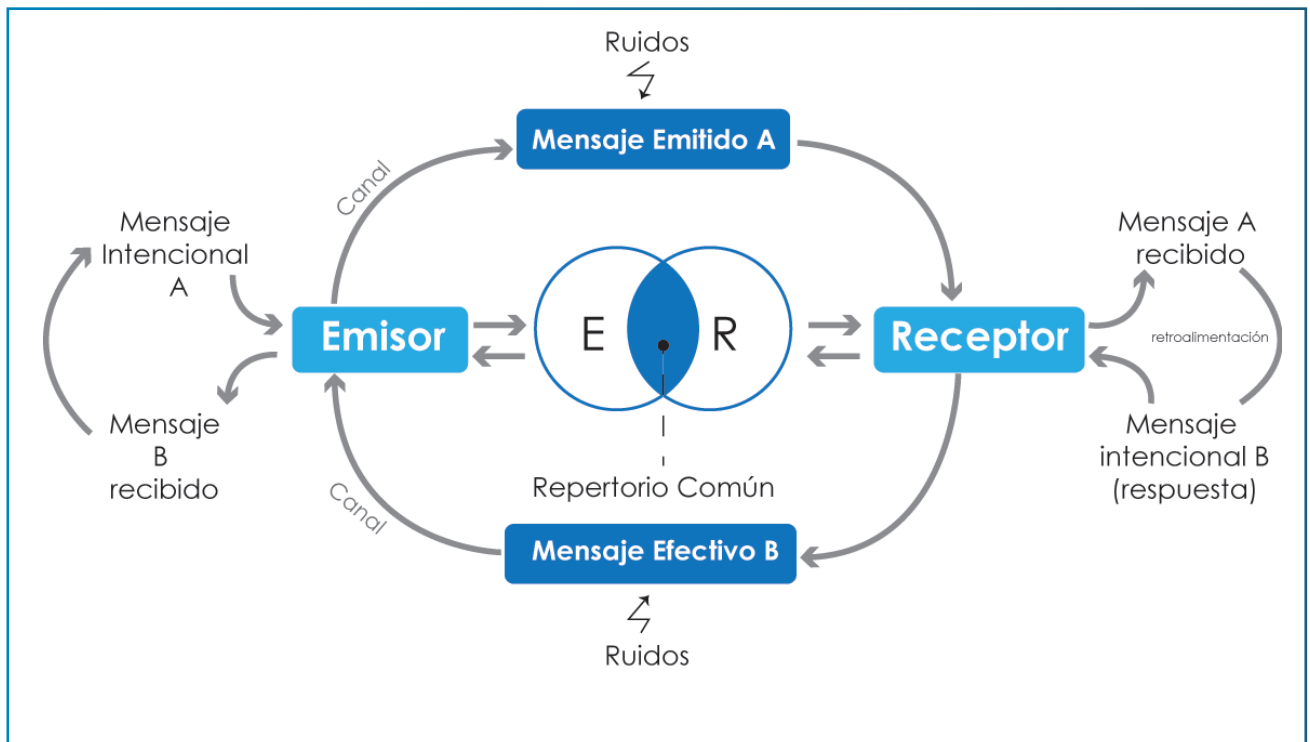 Ruidos
Mensaje Emitido A
Canal
Mensaje
Intencional
A
Mensaje A
recibido
Emisor
E
R
Receptor
retroalimentación
Mensaje
B
recibido
Mensaje
intencional B
(respuesta)
Repertorio Común
Canal
Mensaje Efectivo B
Ruidos